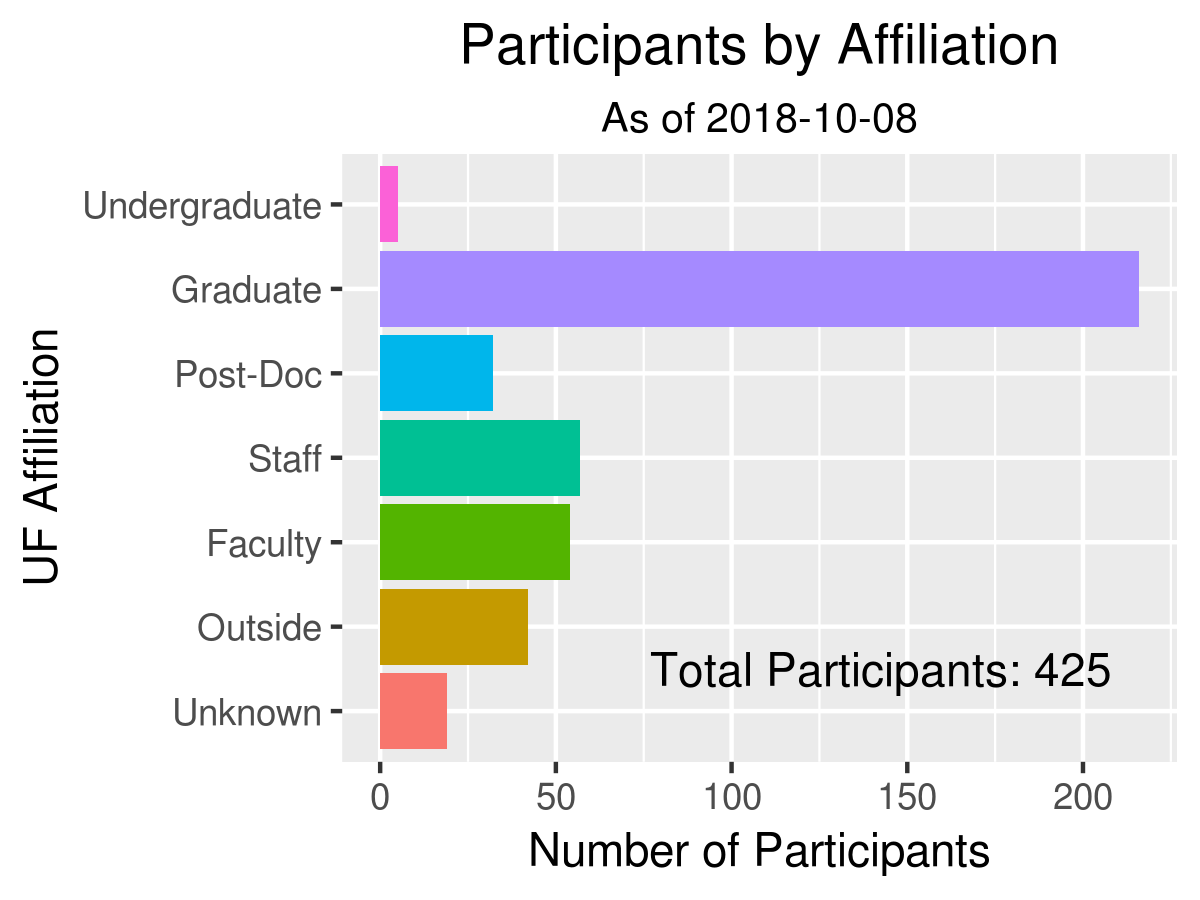 Participants by Affiliation
As of 2018-10-08
UF Affiliation
Undergraduate
Graduate
Post-Doc
Staff
Faculty
Outside
Unknown
Total Participants: 425
0 50 100 150 200
Number of Participants